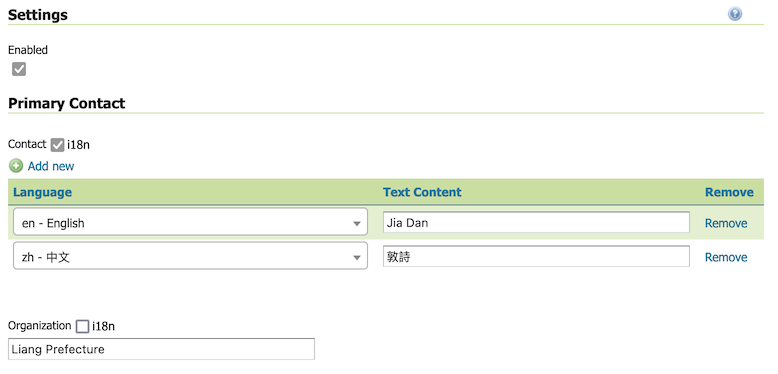 Settings
Enabled
Primary Contact
Contact i18n
Add new
Language Text Content Remove
en - English Jia Dan Remove
zh - 中文 敦詩 Remove
Organization i18n
Liang Prefecture